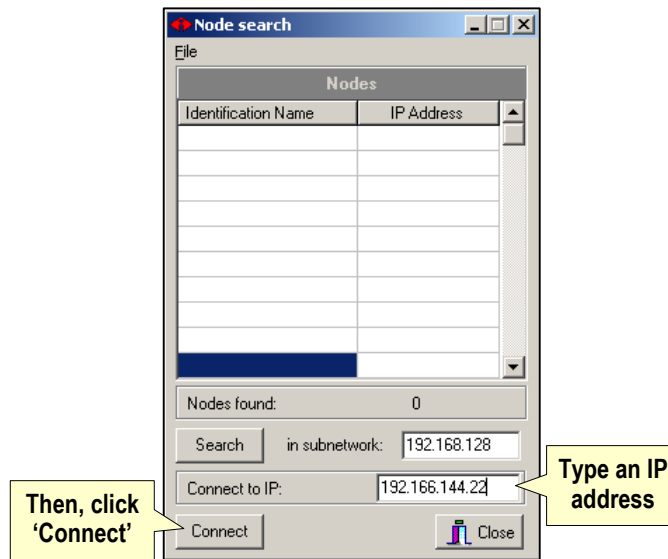 Node search
File
Nodes
Identification Name IP Address
Nodes found: 0
Search in subnetwork: 192.168.128
Connect to IP: 192.166.144.22
Type an IP
address
Then, click
‘Connect’
Connect Close